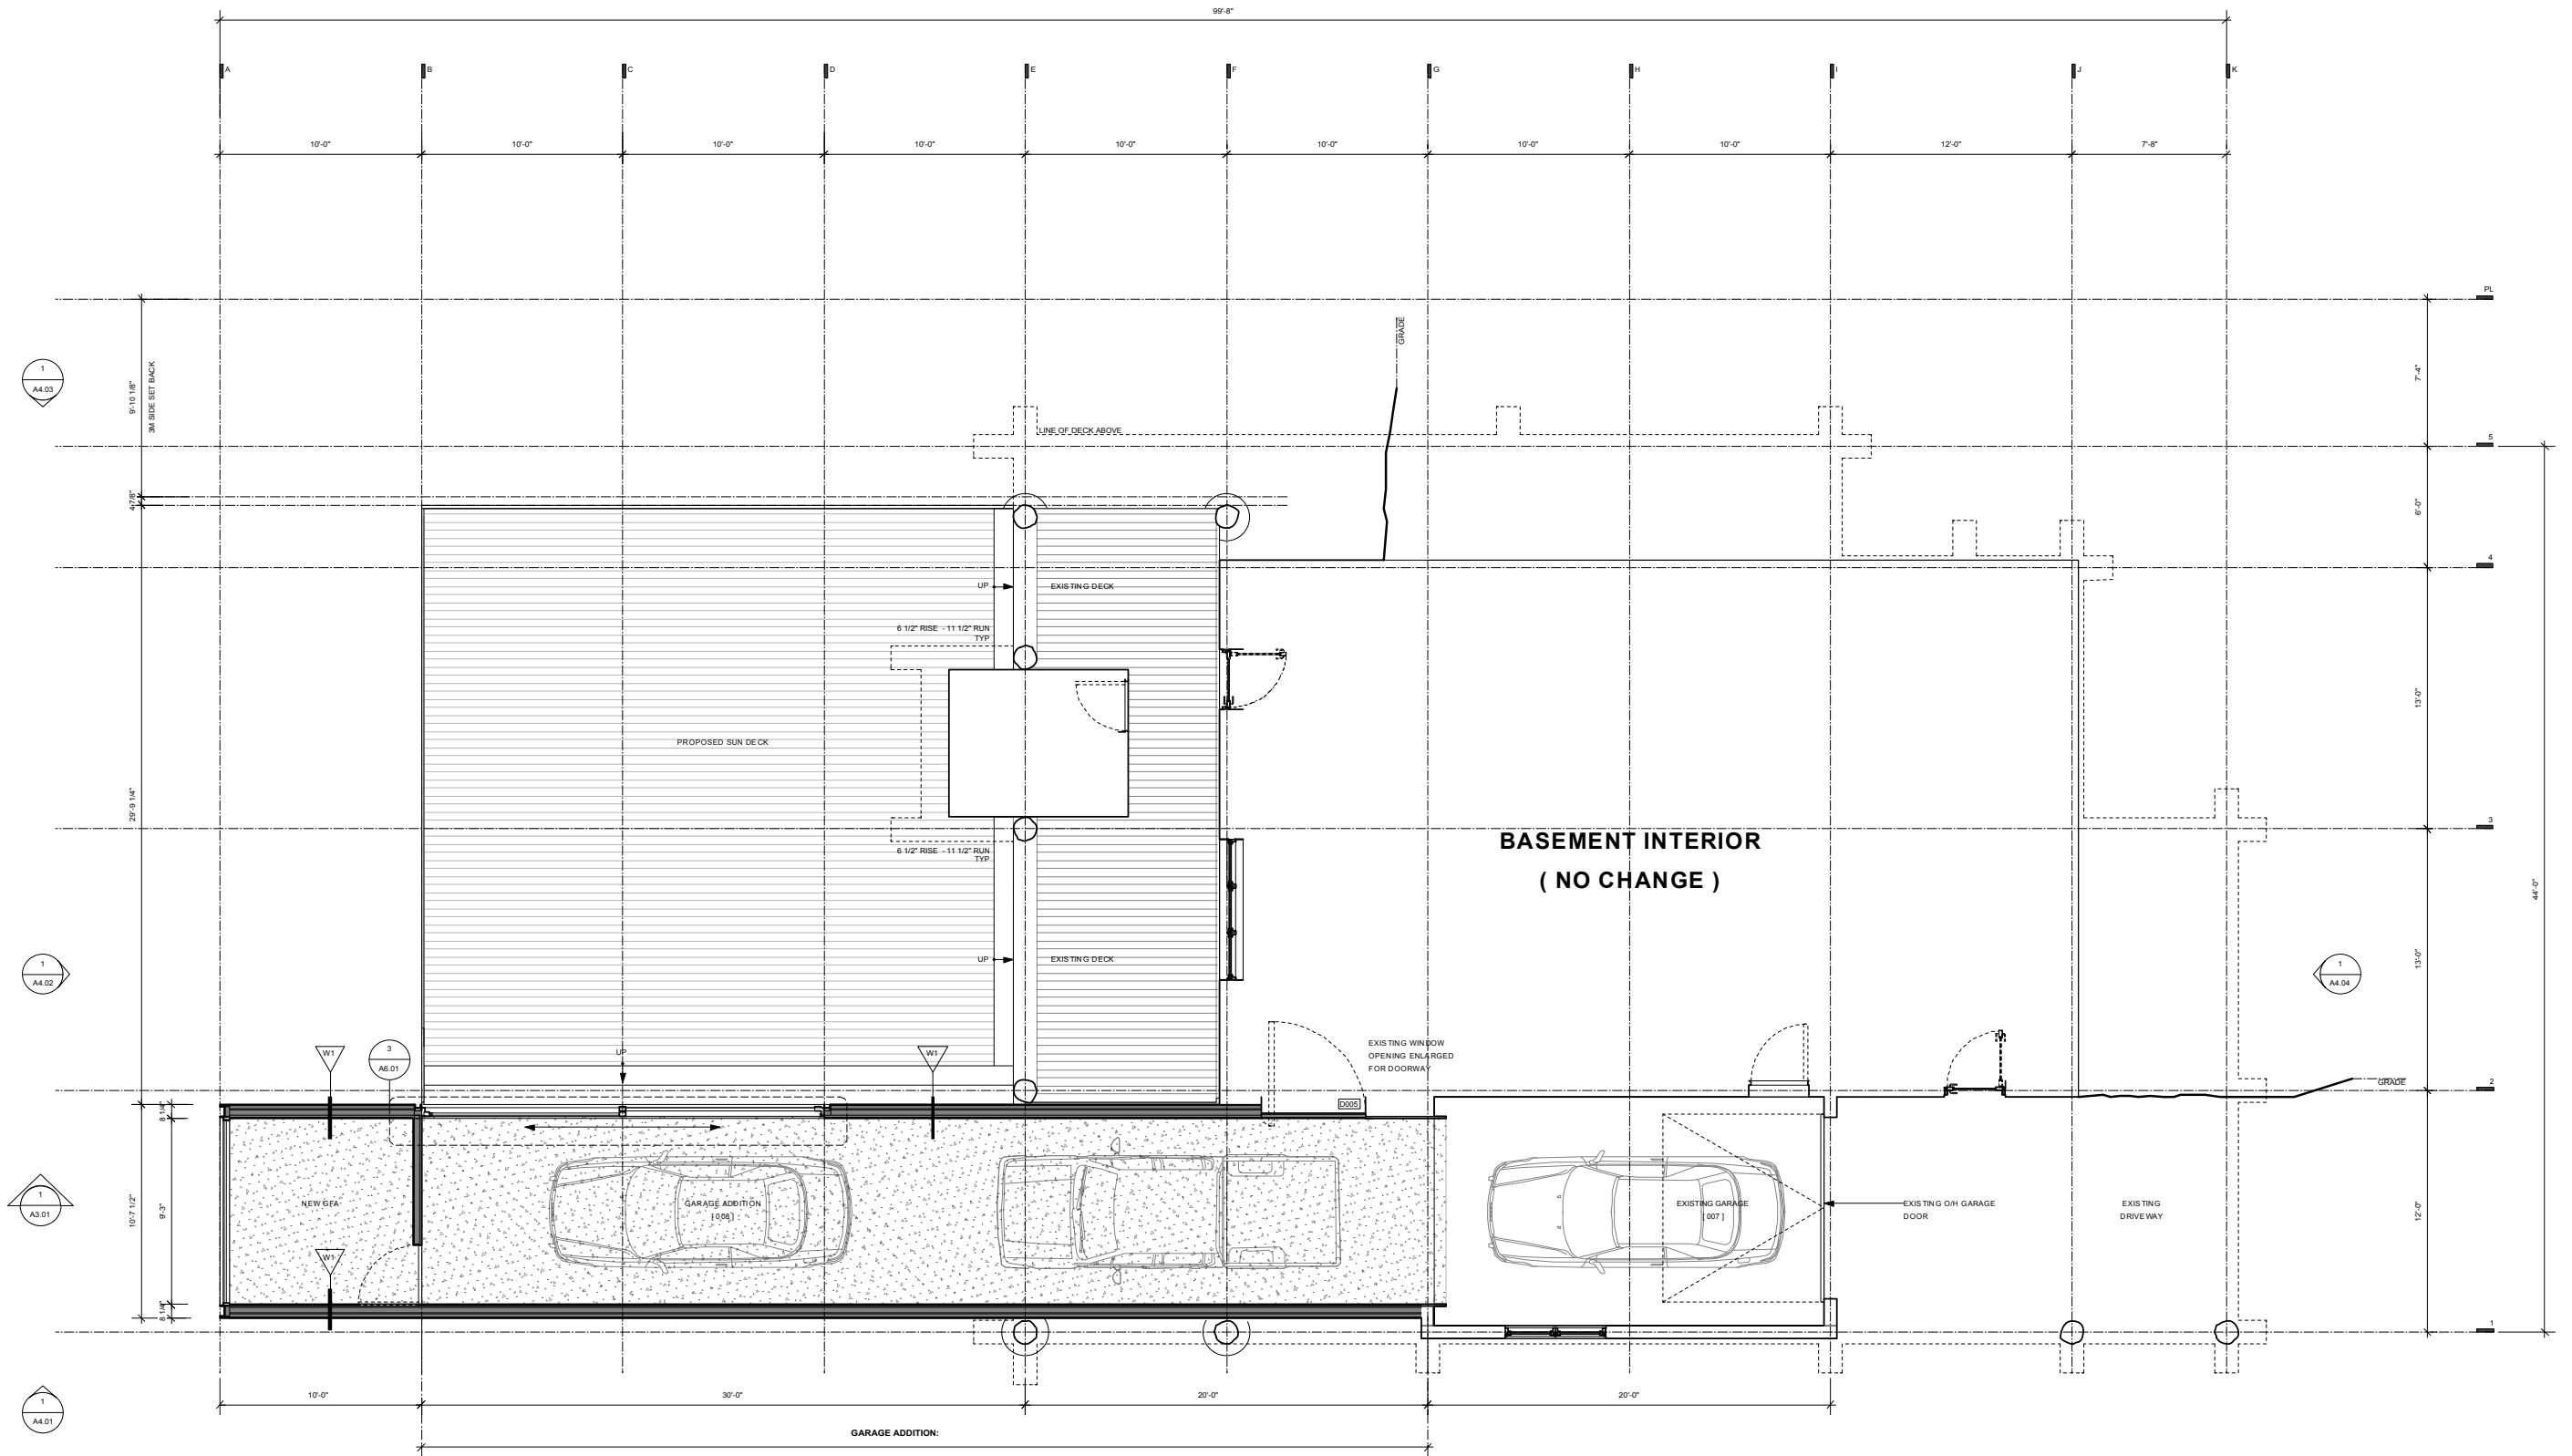 99'-8"
A
B
C
D
E
F
G
H
I
J
K
10'-0"
10'-0"
10'-0"
10'-0"
10'-0"
10'-0"
10'-0"
10'-0"
12'-0"
7'-8"
PL
GRADE
1
A4.03
9'-10 1/8"
3M SIDE SET BACK
7'-4"
LINE OF DECK ABOVE
5
4 7/8"
6'-0"
4
UP
EXISTING DECK
6 1/2" RISE - 11 1/2" RUN
TYP
13'-0"
PROPOSED SUN DECK
29'-9 1/4"
3
BASEMENT INTERIOR
( NO CHANGE )
6 1/2" RISE - 11 1/2" RUN
TYP
44'-0"
UP
EXISTING DECK
1
A4.02
13'-0"
1
A4.04
EXISTING WINDOW
OPENING ENLARGED
FOR DOORWAY
W1
3
A6.01
UP
W1
GRADE
2
D005
8 1/4"
10'-7 1/2"
9'-3"
8 1/4"
1
A3.01
NEW GFA
GARAGE ADDITION
[ 008 ]
EXISTING GARAGE
[ 007 ]
EXISTING O/H GARAGE
DOOR
EXISTING
DRIVEWAY
12'-0"
W1
1
10'-0"
30'-0"
20'-0"
20'-0"
1
A4.01
GARAGE ADDITION: